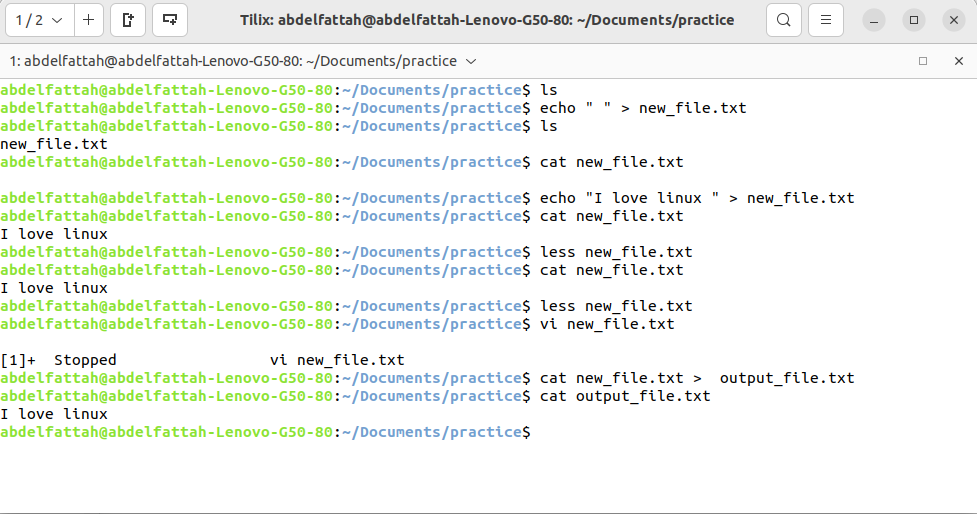 1 / 2
Tilix: abdelfattah@abdelfattah-Lenovo-G50-80: ~/Documents/practice
1: abdelfattah@abdelfattah-Lenovo-G50-80: ~/Documents/practice
abdelfattah@abdelfattah-Lenovo-G50-80:~/Documents/practice$ ls
abdelfattah@abdelfattah-Lenovo-G50-80:~/Documents/practice$ echo " " > new_file.txt
abdelfattah@abdelfattah-Lenovo-G50-80:~/Documents/practice$ ls
new_file.txt
abdelfattah@abdelfattah-Lenovo-G50-80:~/Documents/practice$ cat new_file.txt

abdelfattah@abdelfattah-Lenovo-G50-80:~/Documents/practice$ echo "I love linux " > new_file.txt
abdelfattah@abdelfattah-Lenovo-G50-80:~/Documents/practice$ cat new_file.txt
I love linux
abdelfattah@abdelfattah-Lenovo-G50-80:~/Documents/practice$ less new_file.txt
abdelfattah@abdelfattah-Lenovo-G50-80:~/Documents/practice$ cat new_file.txt
I love linux
abdelfattah@abdelfattah-Lenovo-G50-80:~/Documents/practice$ less new_file.txt
abdelfattah@abdelfattah-Lenovo-G50-80:~/Documents/practice$ vi new_file.txt

[1]+  Stopped                 vi new_file.txt
abdelfattah@abdelfattah-Lenovo-G50-80:~/Documents/practice$ cat new_file.txt >  output_file.txt
abdelfattah@abdelfattah-Lenovo-G50-80:~/Documents/practice$ cat output_file.txt
I love linux
abdelfattah@abdelfattah-Lenovo-G50-80:~/Documents/practice$